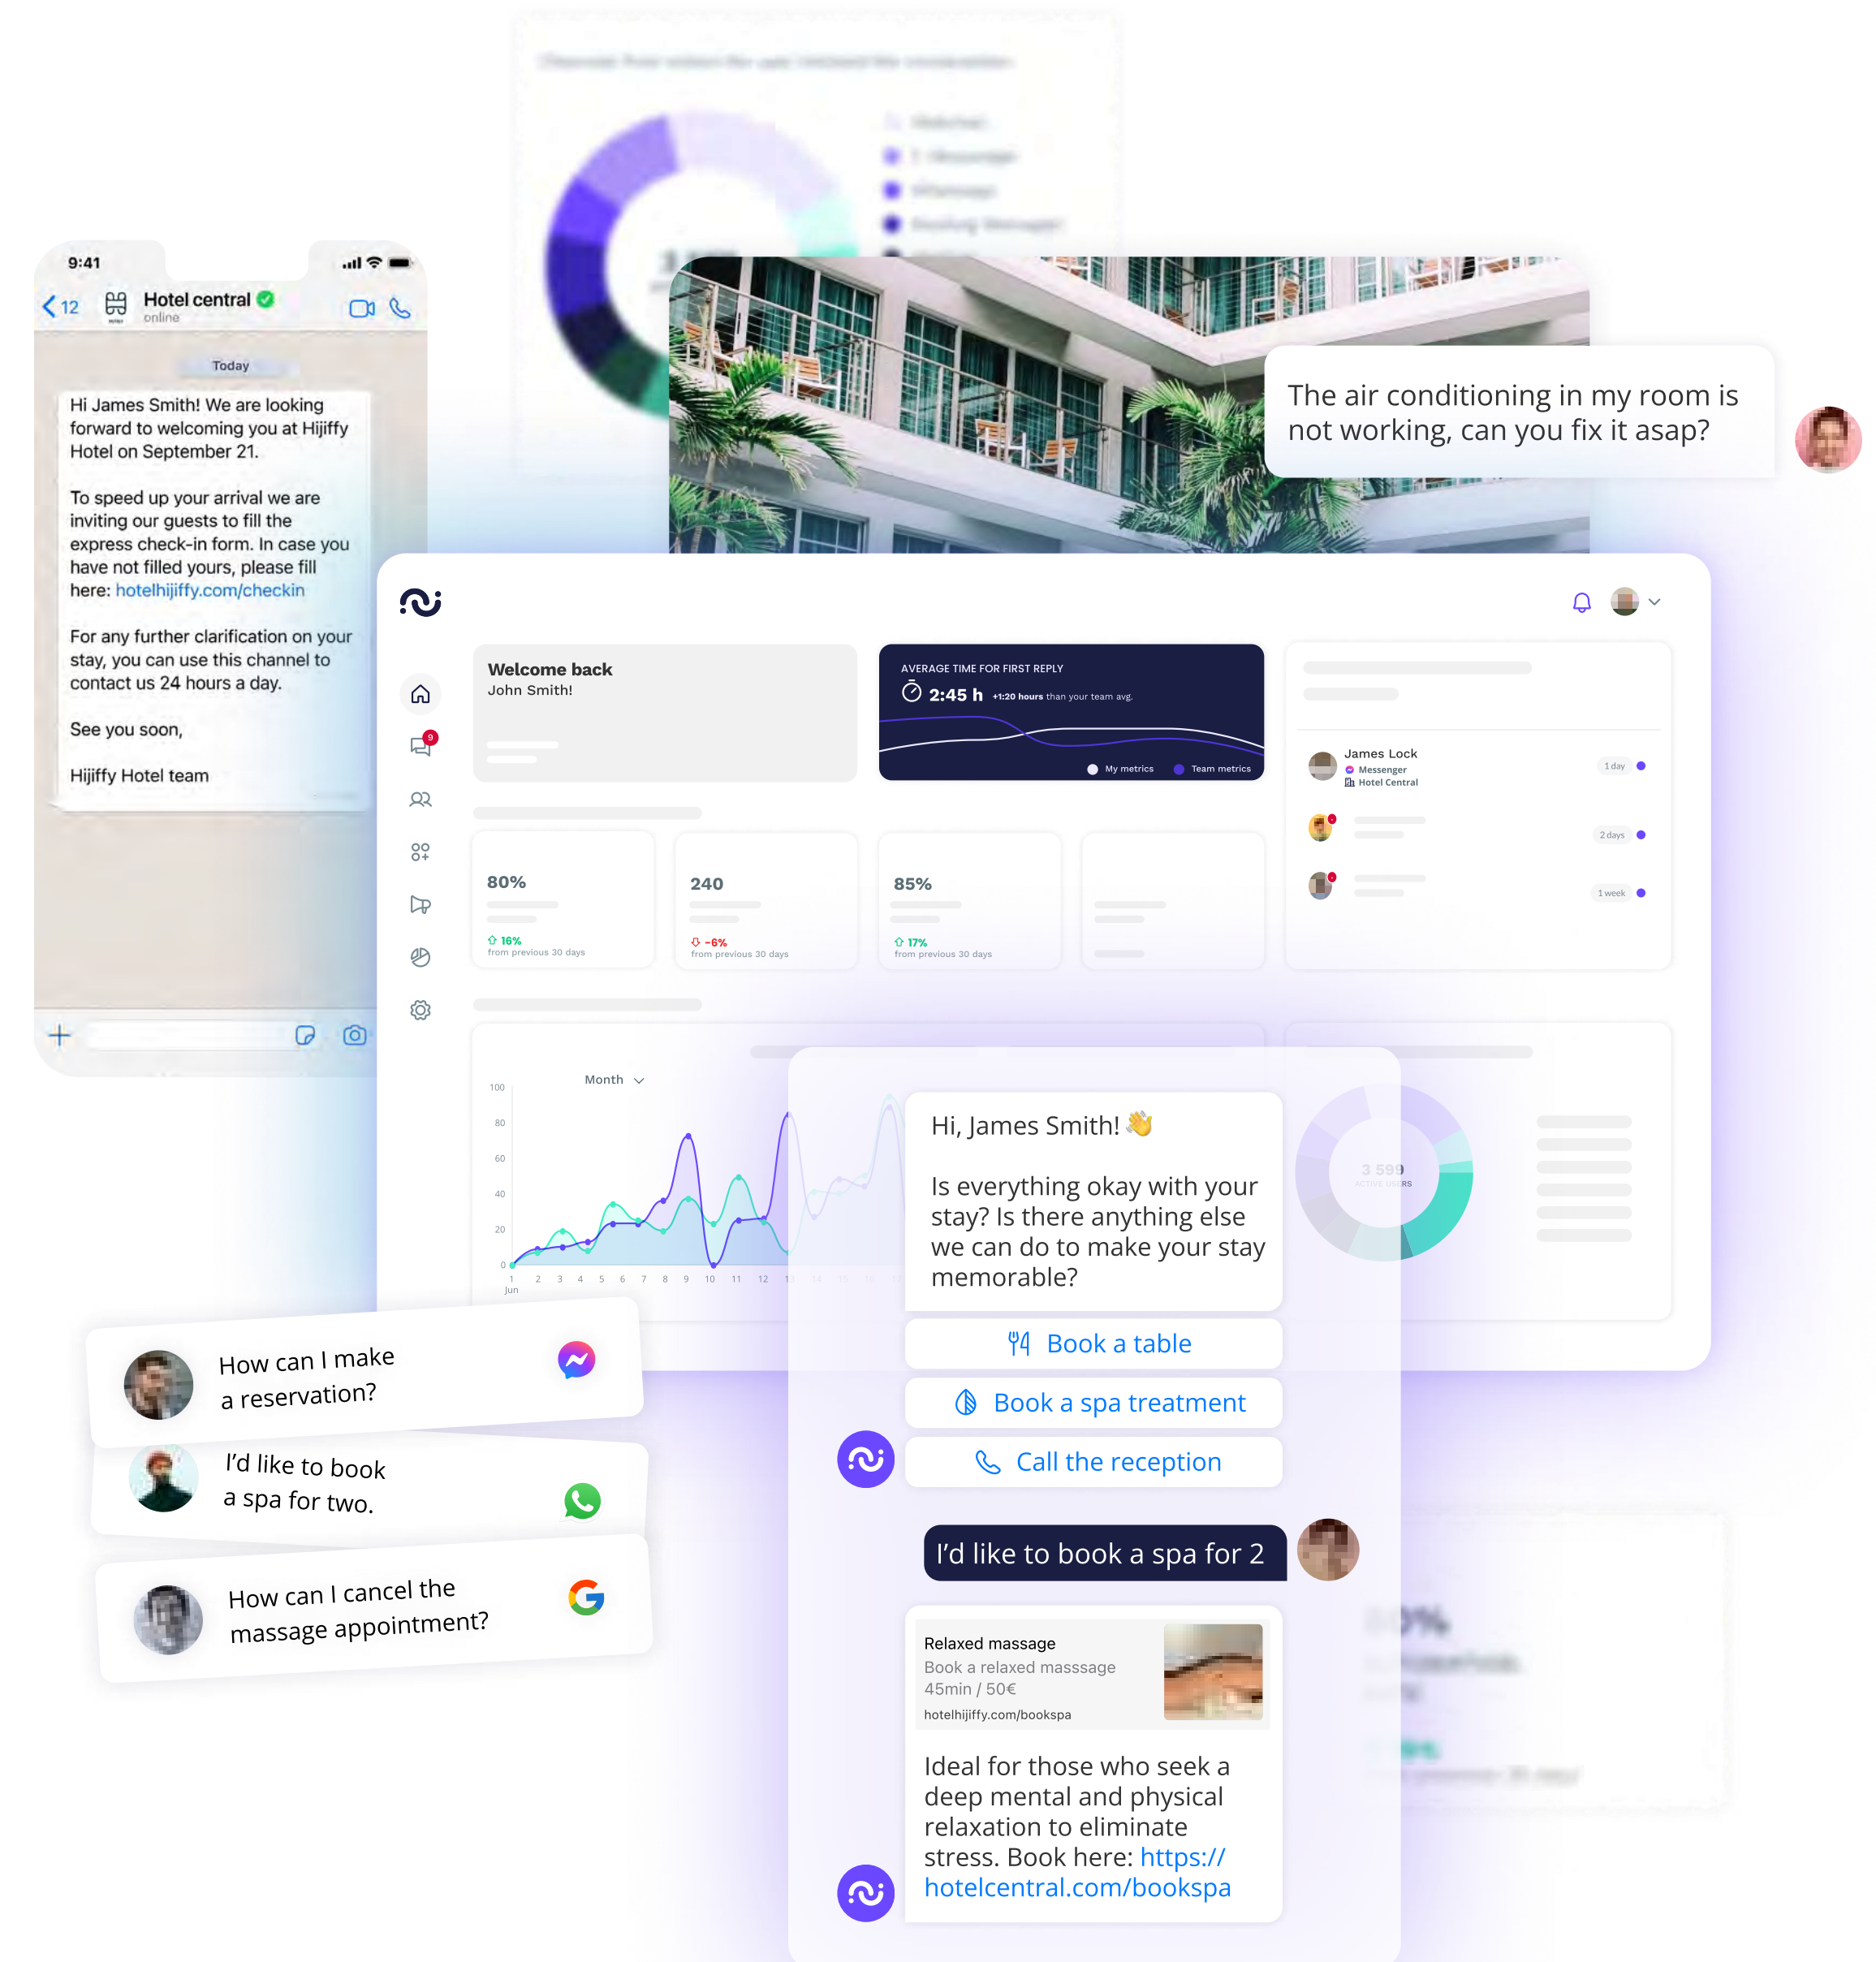 9:41
12
Hotel central
online
Today
Hi James Smith! We are looking
forward to welcoming you at Hijiffy
Hotel on September 21.
To speed up your arrival we are
inviting our guests to fill the
express check-in form. In case you
have not filled yours, please fill
here: hotelhijiffy.com/checkin
For any further clarification on your
stay, you can use this channel to
contact us 24 hours a day.
See you soon,
Hijiffy Hotel team
The air conditioning in my room is
not working, can you fix it asap?
9
Welcome back
John Smith!
AVERAGE TIME FOR FIRST REPLY
2:45 h +1:20 hours than your team avg.
My metrics
Team metrics
James Lock
Messenger
Hotel Central
1 day
2 days
1 week
80%
16%
from previous 30 days
240
-6%
from previous 30 days
85%
17%
from previous 30 days
Month
100
80
60
40
20
0
1 2 3 4 5 6 7 8 9 10 11 12 13 14 15 16 17
Jun
3 599
ACTIVE USERS
Hi, James Smith! 👋
Is everything okay with your
stay? Is there anything else
we can do to make your stay
memorable?
Book a table
Book a spa treatment
Call the reception
I’d like to book a spa for 2
Relaxed massage
Book a relaxed masssage
45min / 50€
hotelhijiffy.com/bookspa
Ideal for those who seek a
deep mental and physical
relaxation to eliminate
stress. Book here: https://
hotelcentral.com/bookspa
How can I make
a reservation?
I’d like to book
a spa for two.
How can I cancel the
massage appointment?